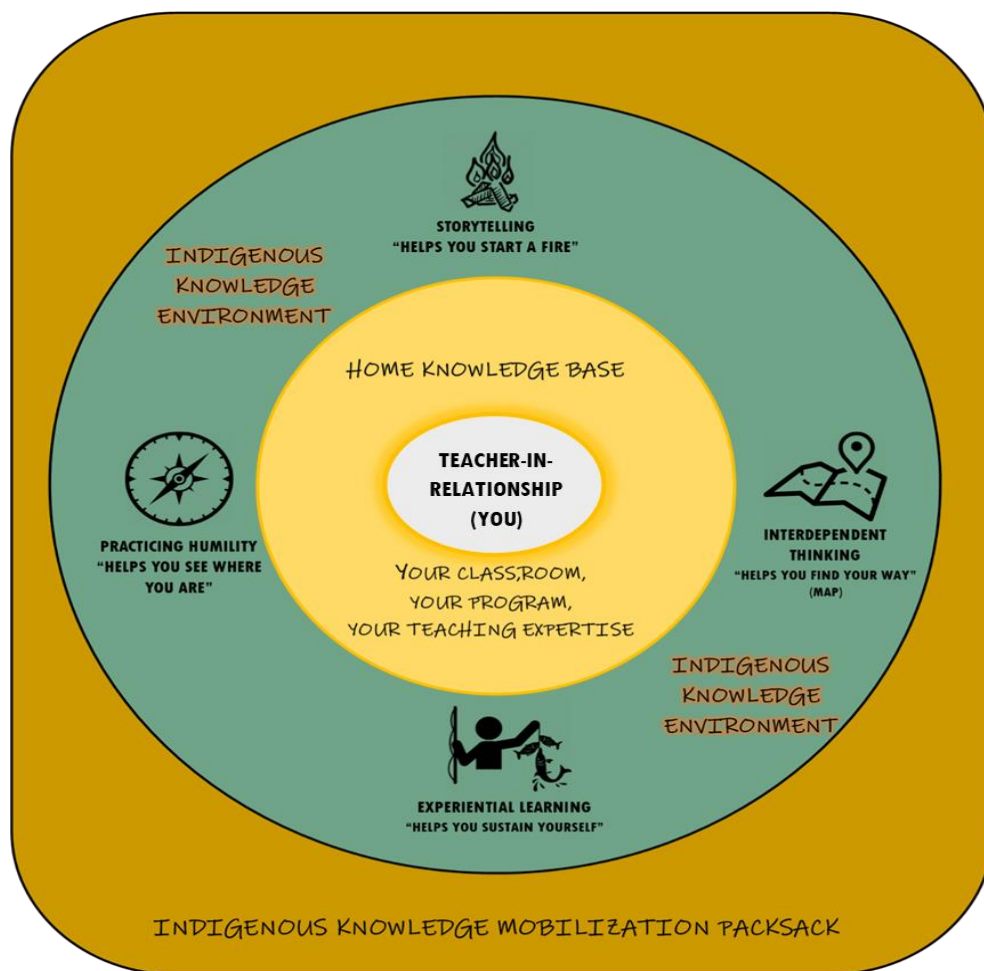 STORYTELLING
"HELPS YOU START A FIRE"
INDIGENOUS
KNOWLEDGE
ENVIRONMENT
HOME KNOWLEDGE BASE
TEACHER-IN-
RELATIONSHIP
(YOU)
PRACTICING HUMILITY
"HELPS YOU SEE WHERE
YOU ARE"
INTERDEPENDENT
THINKING
"HELPS YOU FIND YOUR WAY"
(MAP)
YOUR CLASS;ROOM,
YOUR PROGRAM,
YOUR TEACHING EXPERTISE
INDIGENOUS
KNOWLEDGE
ENVIRONMENT
EXPERIENTIAL LEARNING
"HELPS YOU SUSTAIN YOURSELF"
INDIGENOUS KNOWLEDGE MOBILIZATION PACKSACK